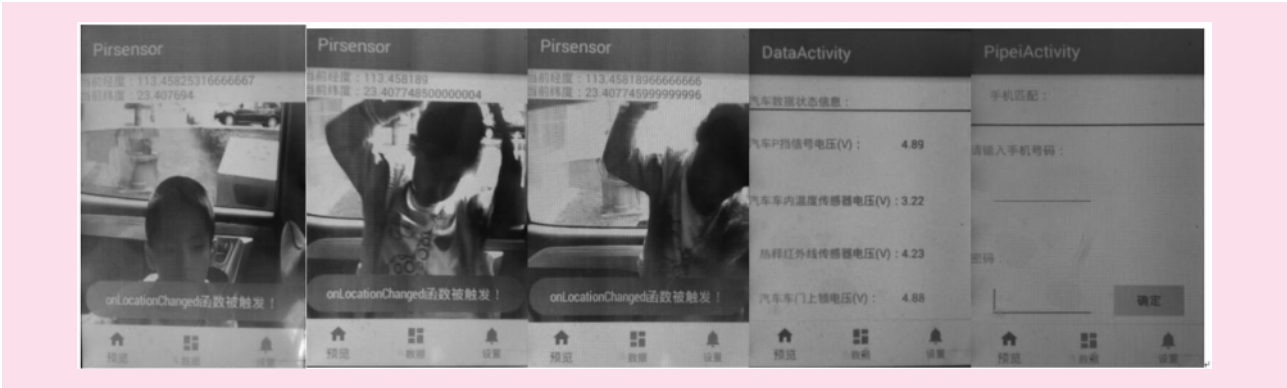 Pirsensor
当前经度：113.45825316666667
当前纬度：23.407694
onLocationChanged函数被触发！
预览
数据
设置
Pirsensor
当前经度：113.458189
当前纬度：23.407748500000004
onLocationChanged函数被触发！
预览
数据
设置
Pirsensor
当前经度：113.45818966666666
当前纬度：23.407745999999996
onLocationChanged函数被触发！
预览
数据
设置
DataActivity
汽车数据状态信息：
汽车P挡信号电压(V)： 4.89
汽车车内温度传感器电压(V)：3.22
热释红外线传感器电压(V)：4.23
汽车车门上锁电压(V)： 4.88
预览
数据
设置
PipeiActivity
手机匹配：
请输入手机号码：
密码
确定
预览
数据
设置